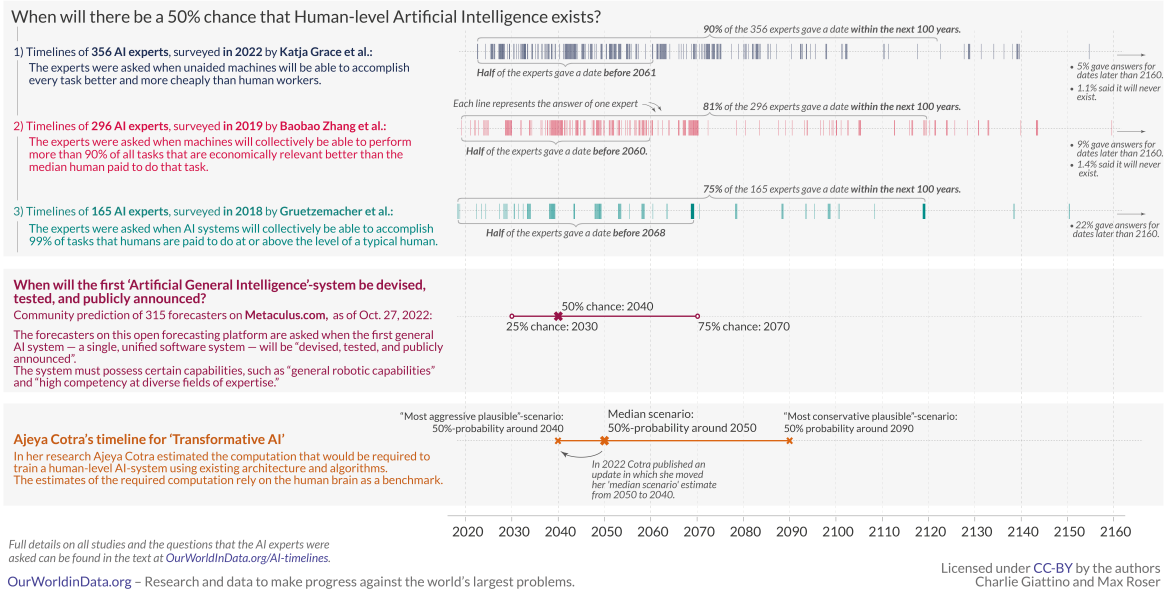 When will there be a 50% chance that Human-level Artificial Intelligence exists?
1) Timelines of 356 AI experts, surveyed in 2022 by Katja Grace et al.:
The experts were asked when unaided machines will be able to accomplish
every task better and more cheaply than human workers.
90% of the 356 experts gave a date within the next 100 years.
Half of the experts gave a date before 2061
• 5% gave answers for
dates later than 2160.
• 1.1% said it will never
exist.
Each line represents the answer of one expert
2) Timelines of 296 AI experts, surveyed in 2019 by Baobao Zhang et al.:
The experts were asked when machines will collectively be able to perform
more than 90% of all tasks that are economically relevant better than the
median human paid to do that task.
81% of the 296 experts gave a date within the next 100 years.
Half of the experts gave a date before 2060.
• 9% gave answers for
dates later than 2160.
• 1.4% said it will never
exist.
3) Timelines of 165 AI experts, surveyed in 2018 by Gruetzemacher et al.:
The experts were asked when AI systems will collectively be able to accomplish
99% of tasks that humans are paid to do at or above the level of a typical human.
75% of the 165 experts gave a date within the next 100 years.
Half of the experts gave a date before 2068
• 22% gave answers for
dates later than 2160.
When will the first ‘Artificial General Intelligence’-system be devised,
tested, and publicly announced?
Community prediction of 315 forecasters on Metaculus.com, as of Oct. 27, 2022:
The forecasters on this open forecasting platform are asked when the first general
AI system — a single, unified software system — will be “devised, tested, and publicly
announced”.
The system must possess certain capabilities, such as “general robotic capabilities”
and “high competency at diverse fields of expertise.”
50% chance: 2040
25% chance: 2030
75% chance: 2070
Ajeya Cotra’s timeline for ‘Transformative AI’
In her research Ajeya Cotra estimated the computation that would be required to
train a human-level AI-system using existing architecture and algorithms.
The estimates of the required computation rely on the human brain as a benchmark.
“Most aggressive plausible”-scenario:
50%-probability around 2040
Median scenario:
50%-probability around 2050
“Most conservative plausible”-scenario:
50% probability around 2090
In 2022 Cotra published an
update in which she moved
her ‘median scenario’ estimate
from 2050 to 2040.
2020 2030 2040 2050 2060 2070 2080 2090 2100 2110 2120 2130 2140 2150 2160
Full details on all studies and the questions that the AI experts were
asked can be found in the text at OurWorldInData.org/AI-timelines.
OurWorldinData.org – Research and data to make progress against the world’s largest problems.
Licensed under CC-BY by the authors
Charlie Giattino and Max Roser